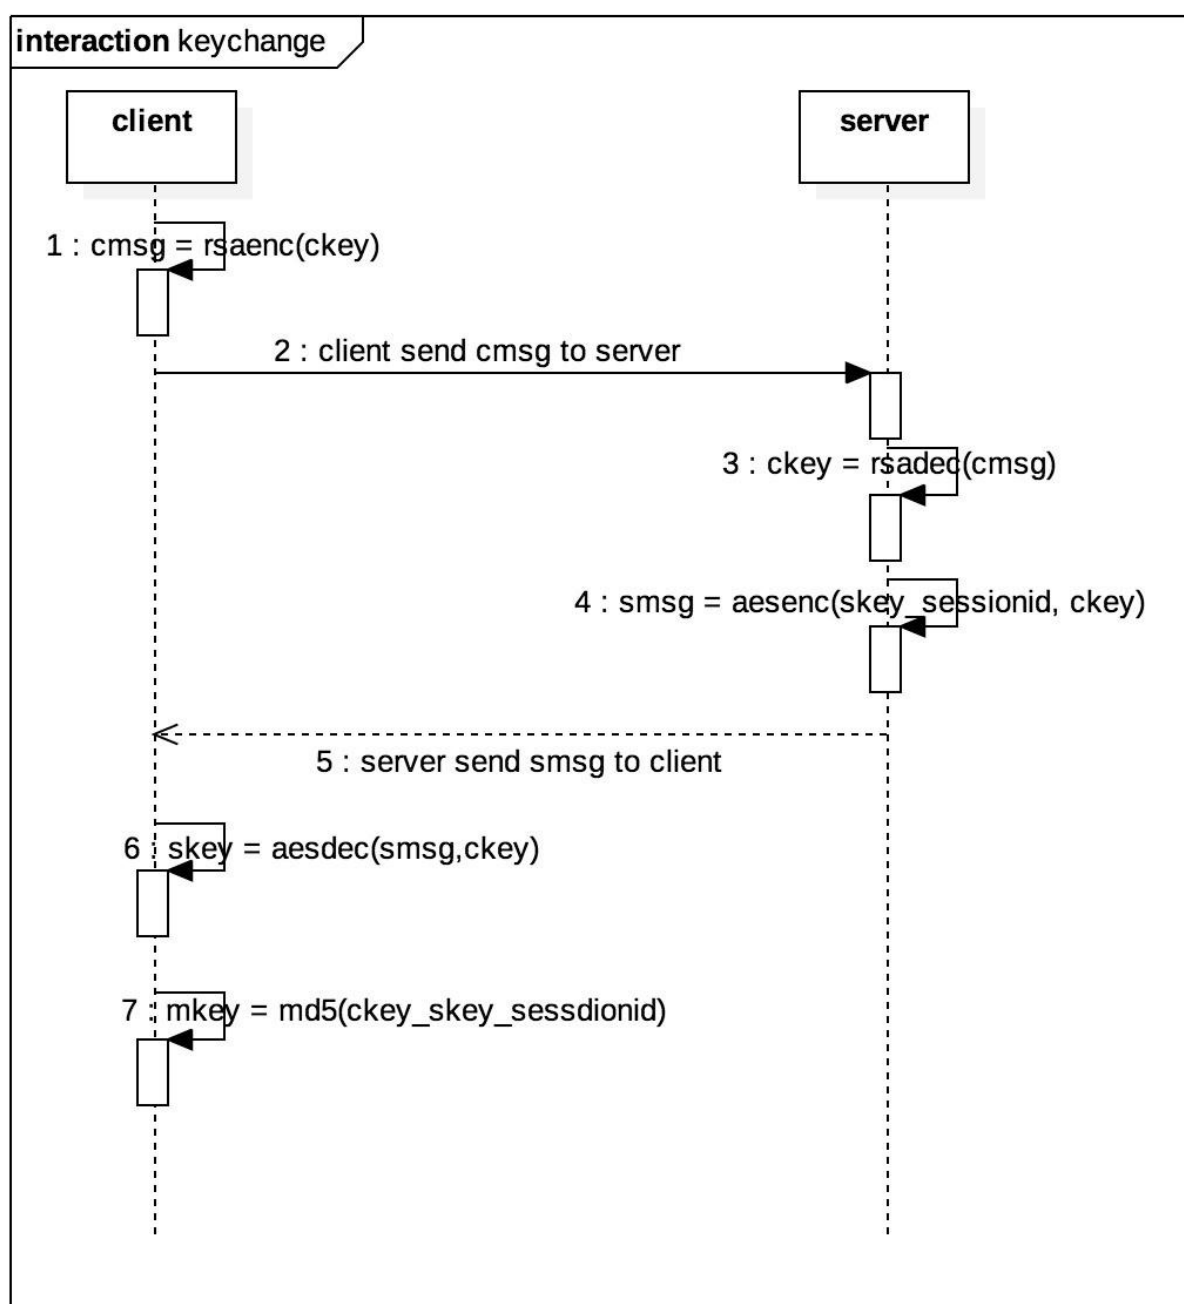 interaction keychange
client
server
1 : cmsg = rsaenc(ckey)
2 : client send cmsg to server
3 : ckey = rsadec(cmsg)
4 : smsg = aesenc(skey_sessionid, ckey)
5 : server send smsg to client
6 : skey = aesdec(smsg,ckey)
7 : mkey = md5(ckey_skey_sessdionid)